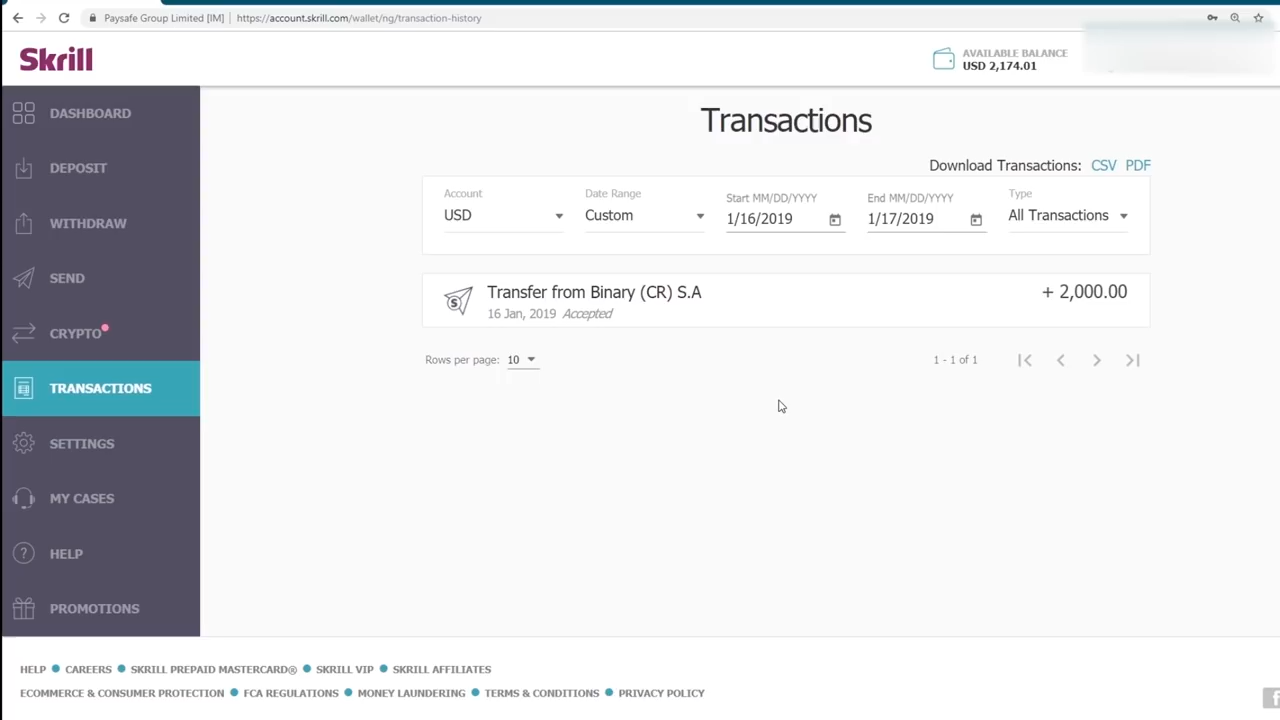 Paysafe Group Limited [IM] | https://account.skrill.com/wallet/ng/transaction-history
Skrill
AVAILABLE BALANCE
USD 2,174.01
DASHBOARD
DEPOSIT
WITHDRAW
SEND
CRYPTO
TRANSACTIONS
SETTINGS
MY CASES
HELP
PROMOTIONS
Transactions
Download Transactions: CSV PDF
Account Date Range Start MM/DD/YYYY End MM/DD/YYYY Type
USD Custom 1/16/2019 1/17/2019 All Transactions
Transfer from Binary (CR) S.A + 2,000.00
16 Jan, 2019 Accepted
Rows per page: 10 1 - 1 of 1
HELP CAREERS SKRILL PREPAID MASTERCARD® SKRILL VIP SKRILL AFFILIATES
ECOMMERCE & CONSUMER PROTECTION FCA REGULATIONS MONEY LAUNDERING TERMS & CONDITIONS PRIVACY POLICY